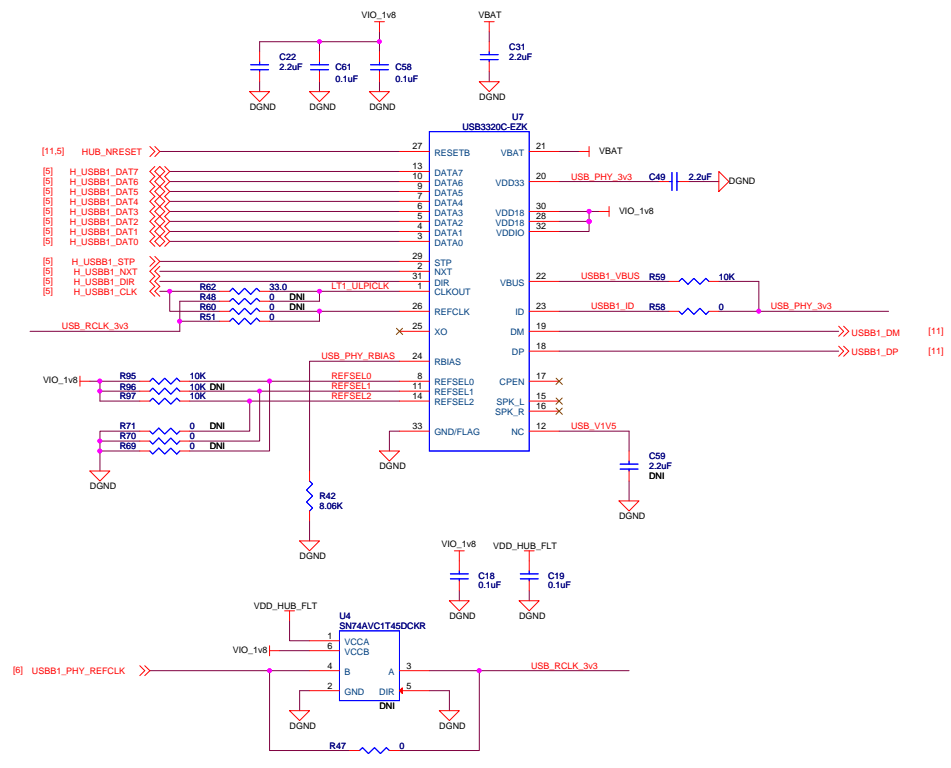 VIO_1v8
VBAT
C22
2.2uF
C61
0.1uF
C58
0.1uF
C31
2.2uF
DGND
DGND
DGND
DGND
U7
USB3320C-EZK
[11,5] HUB_NRESET 27 RESETB VBAT 21 VBAT
[5] H_USBB1_DAT7 13 DATA7
[5] H_USBB1_DAT6 10 DATA6 VDD33 20 USB_PHY_3v3 C49 2.2uF DGND
[5] H_USBB1_DAT5 9 DATA5
[5] H_USBB1_DAT4 7 DATA4
[5] H_USBB1_DAT3 6 DATA3 VDD18 30 VIO_1v8
[5] H_USBB1_DAT2 5 DATA2 VDD18 28
[5] H_USBB1_DAT1 4 DATA1 VDDIO 32
[5] H_USBB1_DAT0 3 DATA0
[5] H_USBB1_STP 29 STP
[5] H_USBB1_NXT 2 NXT
[5] H_USBB1_DIR 31 DIR VBUS 22 USBB1_VBUS R59 10K
[5] H_USBB1_CLK R62 33.0 LT1_ULPICLK 1 CLKOUT
R48 0 DNI
R60 0 26 REFCLK ID 23 USBB1_ID R58 0 USB_PHY_3v3
R51 0
USB_RCLK_3v3 25 XO DM 19 USBB1_DM [11]
DP 18 USBB1_DP [11]
USB_PHY_RBIAS 24 RBIAS
VIO_1v8 R95 10K REFSEL0 8 REFSEL0 CPEN 17
R96 10K DNI REFSEL1 11 REFSEL1
R97 10K REFSEL2 14 REFSEL2 SPK_L 15
SPK_R 16
R71 0 DNI 33 GND/FLAG NC 12 USB_V1V5
R70 0
R69 0 DNI
DGND
DGND
C59
2.2uF
DNI
DGND
R42
8.06K
DGND
VIO_1v8
VDD_HUB_FLT
C18
0.1uF
C19
0.1uF
DGND
DGND
VDD_HUB_FLT
U4
SN74AVC1T45DCKR
1 VCCA
VIO_1v8 6 VCCB
[6] USBB1_PHY_REFCLK 4 B A 3 USB_RCLK_3v3
2 GND DIR 5
DNI
DGND
DGND
R47 0